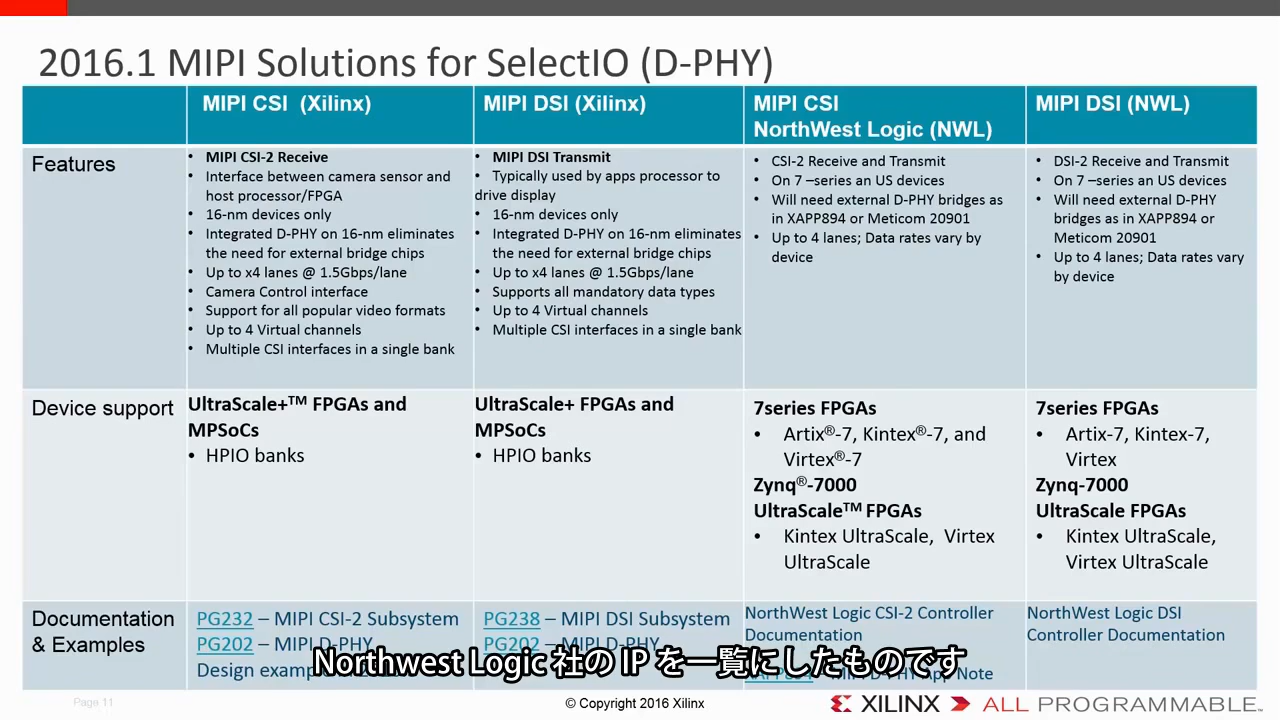 2016.1 MIPI Solutions for SelectIO (D-PHY)
MIPI CSI (Xilinx)
MIPI DSI (Xilinx)
MIPI CSI
NorthWest Logic (NWL)
MIPI DSI (NWL)
Features
• MIPI CSI-2 Receive
• Interface between camera sensor and
host processor/FPGA
• 16-nm devices only
• Integrated D-PHY on 16-nm eliminates
the need for external bridge chips
• Up to x4 lanes @ 1.5Gbps/lane
• Camera Control interface
• Support for all popular video formats
• Up to 4 Virtual channels
• Multiple CSI interfaces in a single bank
• MIPI DSI Transmit
• Typically used by apps processor to
drive display
• 16-nm devices only
• Integrated D-PHY on 16-nm eliminates
the need for external bridge chips
• Up to x4 lanes @ 1.5Gbps/lane
• Supports all mandatory data types
• Up to 4 Virtual channels
• Multiple CSI interfaces in a single bank
• CSI-2 Receive and Transmit
• On 7 –series an US devices
• Will need external D-PHY bridges as
in XAPP894 or Meticom 20901
• Up to 4 lanes; Data rates vary by
device
• DSI-2 Receive and Transmit
• On 7 –series an US devices
• Will need external D-PHY
bridges as in XAPP894 or
Meticom 20901
• Up to 4 lanes; Data rates vary
by device
Device support
UltraScale+™ FPGAs and
MPSoCs
• HPIO banks
UltraScale+ FPGAs and
MPSoCs
• HPIO banks
7series FPGAs
• Artix®-7, Kintex®-7, and
Virtex®-7
Zynq®-7000
UltraScale™ FPGAs
• Kintex UltraScale, Virtex
UltraScale
7series FPGAs
• Artix-7, Kintex-7,
Virtex
Zynq-7000
UltraScale FPGAs
• Kintex UltraScale,
Virtex UltraScale
Documentation
& Examples
PG232 – MIPI CSI-2 Subsystem
PG202 – MIPI D-PHY
Design
PG238 – MIPI DSI Subsystem
PG202 – MIPI D-PHY
NorthWest Logic CSI-2 Controller
Documentation
App Note
NorthWest Logic DSI
Controller Documentation
Northwest Logic 社の IP を一覧にしたものです
Page 11
© Copyright 2016 Xilinx
XILINX ALL PROGRAMMABLE™